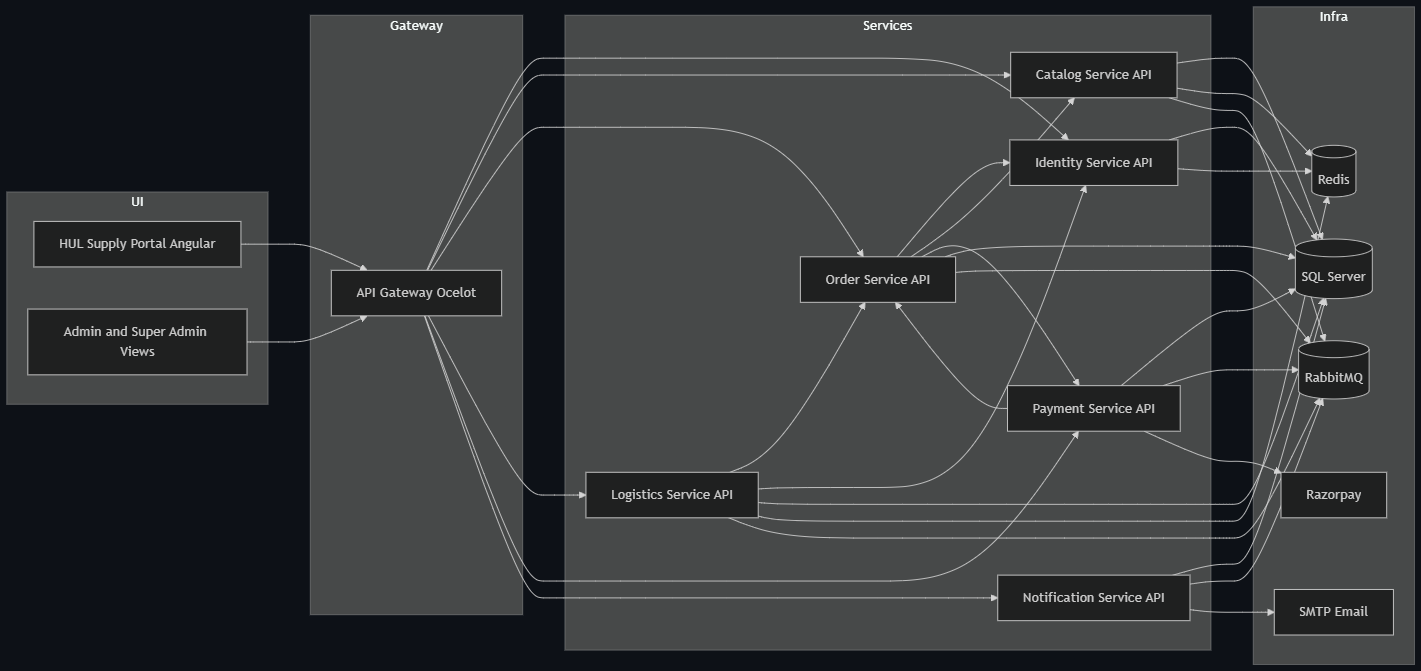 UI
HUL Supply Portal Angular
Admin and Super Admin
Views
Gateway
API Gateway Ocelot
Services
Catalog Service API
Identity Service API
Order Service API
Payment Service API
Logistics Service API
Notification Service API
Infra
Redis
SQL Server
RabbitMQ
Razorpay
SMTP Email